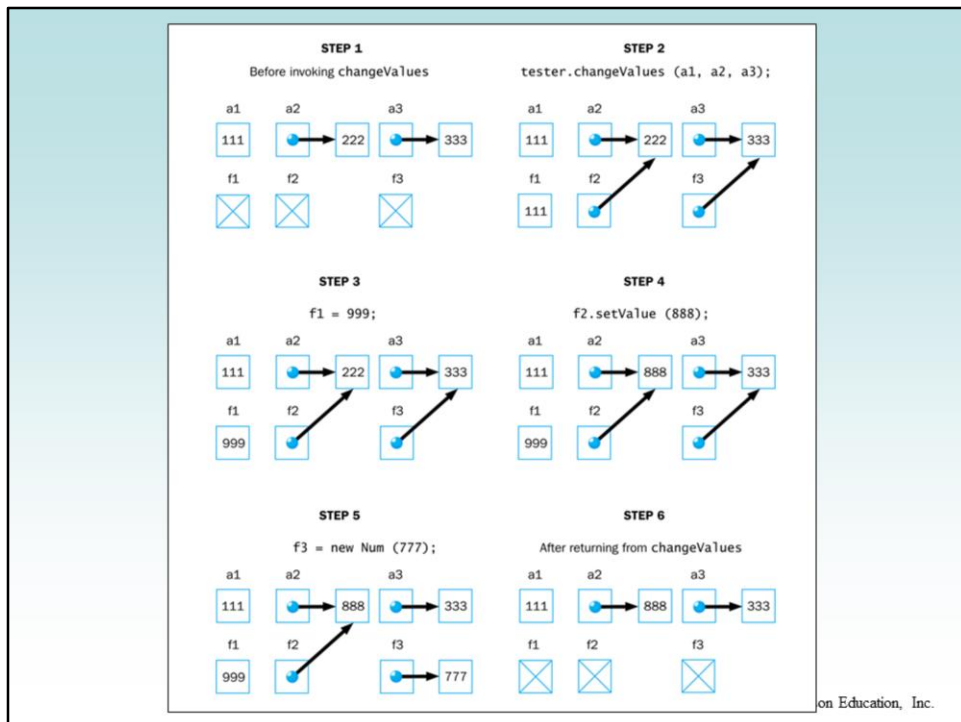 STEP 1
Before invoking changeValues
a1 a2 a3
111 222 333
f1 f2 f3
STEP 2
tester.changeValues (a1, a2, a3);
a1 a2 a3
111 222 333
f1 f2 f3
111
STEP 3
f1 = 999;
a1 a2 a3
111 222 333
f1 f2 f3
999
STEP 4
f2.setValue (888);
a1 a2 a3
111 888 333
f1 f2 f3
999
STEP 5
f3 = new Num (777);
a1 a2 a3
111 888 333
f1 f2 f3
999 777
STEP 6
After returning from changeValues
a1 a2 a3
111 888 333
f1 f2 f3
on Education, Inc.